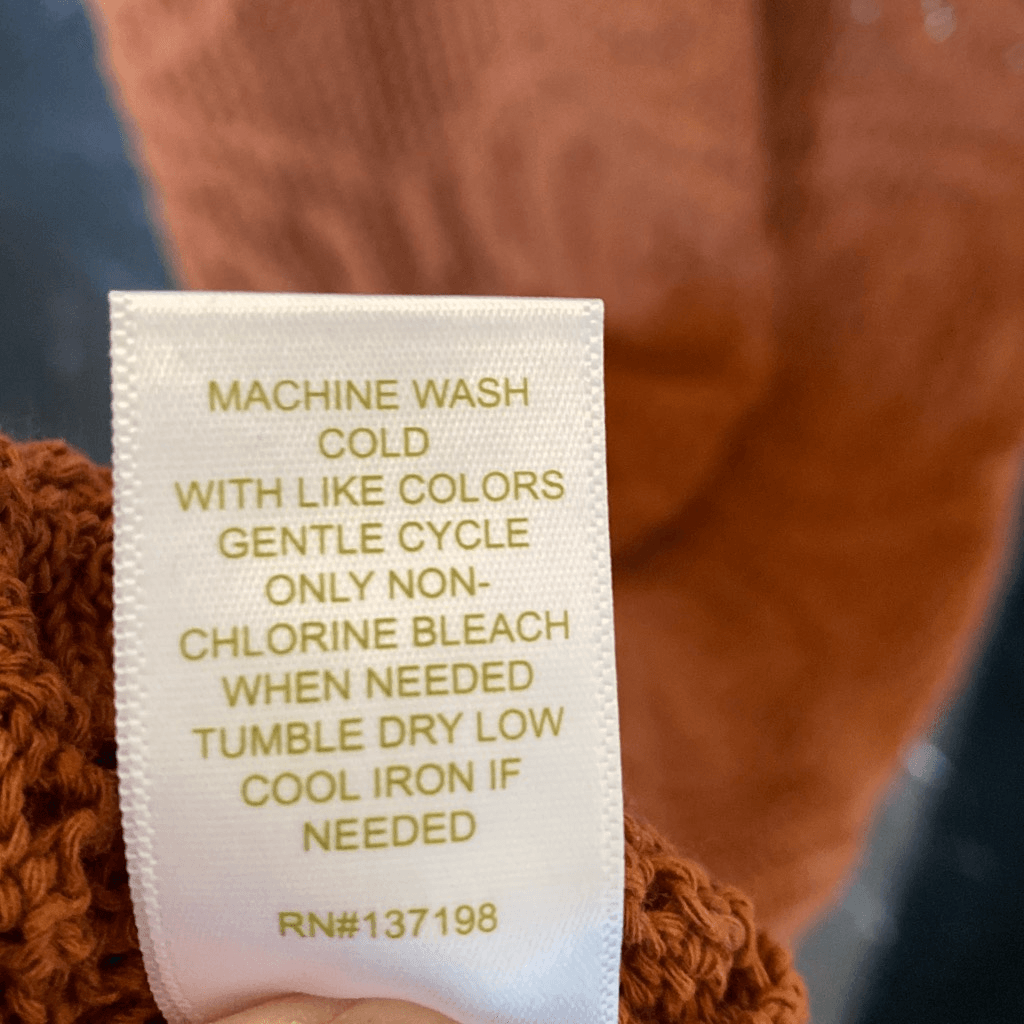 MACHINE WASH
COLD
WITH LIKE COLORS
GENTLE CYCLE
ONLY NON-
CHLORINE BLEACH
WHEN NEEDED
TUMBLE DRY LOW
COOL IRON IF
NEEDED
RN#137198